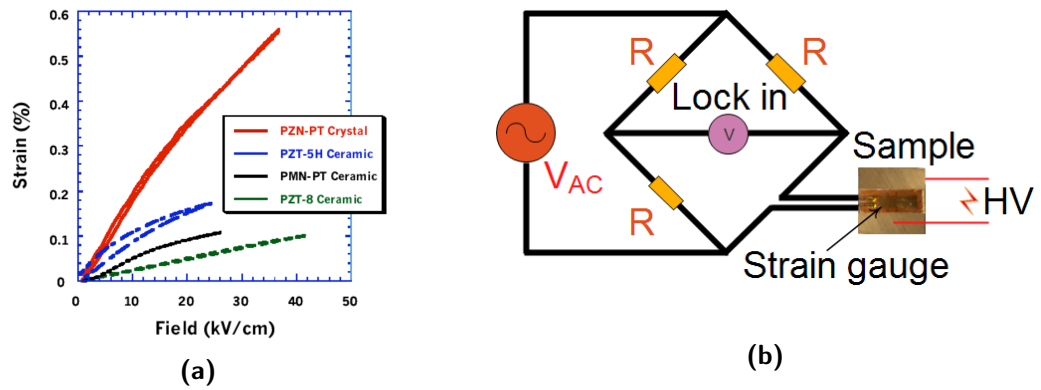 0.6
0.5
0.4
0.3
0.2
0.1
0
Strain (%)
PZN-PT Crystal
PZT-5H Ceramic
PMN-PT Ceramic
PZT-8 Ceramic
0 10 20 30 40 50
Field (kV/cm)
(a)
R R
Lock in
V
VAC
R
Sample
HV
Strain gauge
(b)